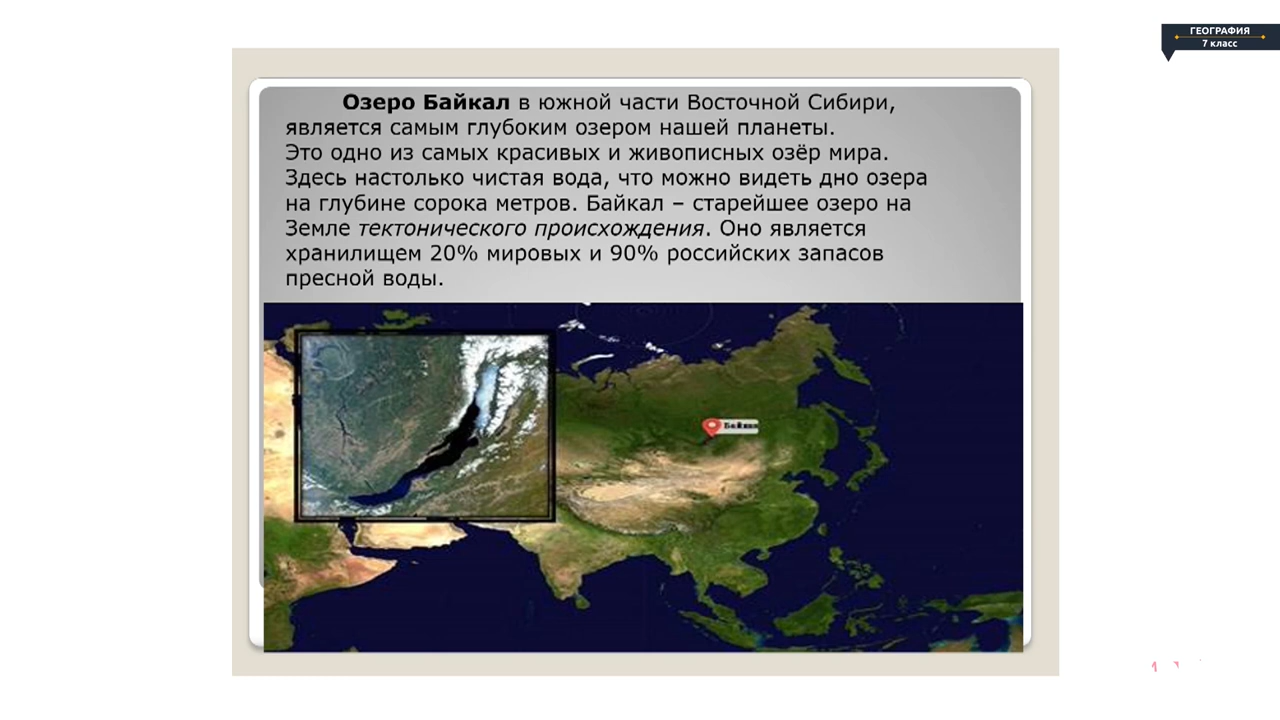 ГЕОГРАФИЯ
7 класс
Озеро Байкал в южной части Восточной Сибири,
является самым глубоким озером нашей планеты.
Это одно из самых красивых и живописных озёр мира.
Здесь настолько чистая вода, что можно видеть дно озера
на глубине сорока метров. Байкал – старейшее озеро на
Земле тектонического происхождения. Оно является
хранилищем 20% мировых и 90% российских запасов
пресной воды.
Байкал